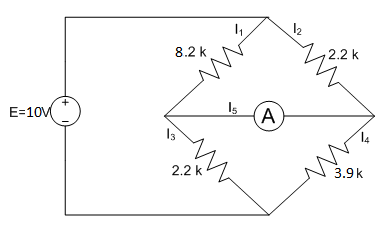 I₁
I₂
8.2 k
2.2 k
+
E=10V
−
I₅
A
I₃
I₄
2.2 k
3.9 k